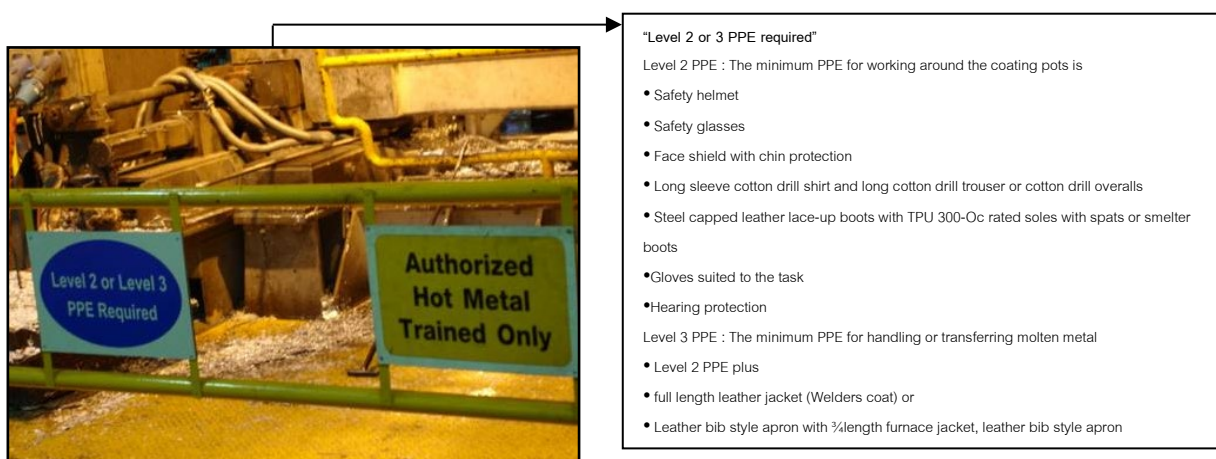 Level 2 or Level 3
PPE Required
Authorized
Hot Metal
Trained Only
“Level 2 or 3 PPE required”
Level 2 PPE : The minimum PPE for working around the coating pots is
• Safety helmet
• Safety glasses
• Face shield with chin protection
• Long sleeve cotton drill shirt and long cotton drill trouser or cotton drill overalls
• Steel capped leather lace-up boots with TPU 300-Oc rated soles with spats or smelter
boots
•Gloves suited to the task
•Hearing protection
Level 3 PPE : The minimum PPE for handling or transferring molten metal
• Level 2 PPE plus
• full length leather jacket (Welders coat) or
• Leather bib style apron with ¾length furnace jacket, leather bib style apron